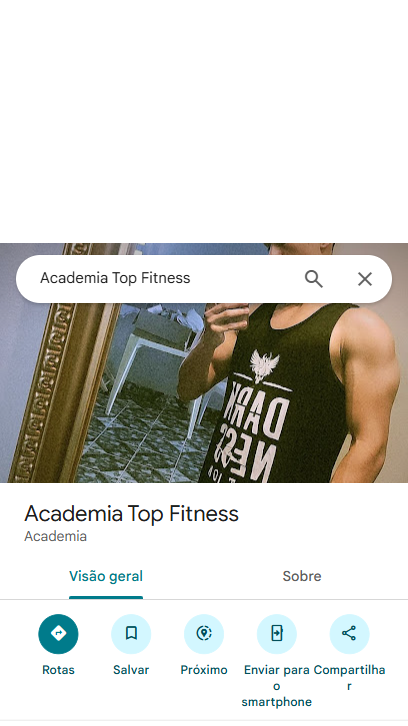 Academia Top Fitness
DARK
NESS
Academia Top Fitness
Academia
Visão geral
Sobre
Rotas
Salvar
Próximo
Enviar para o smartphone
Compartilhar